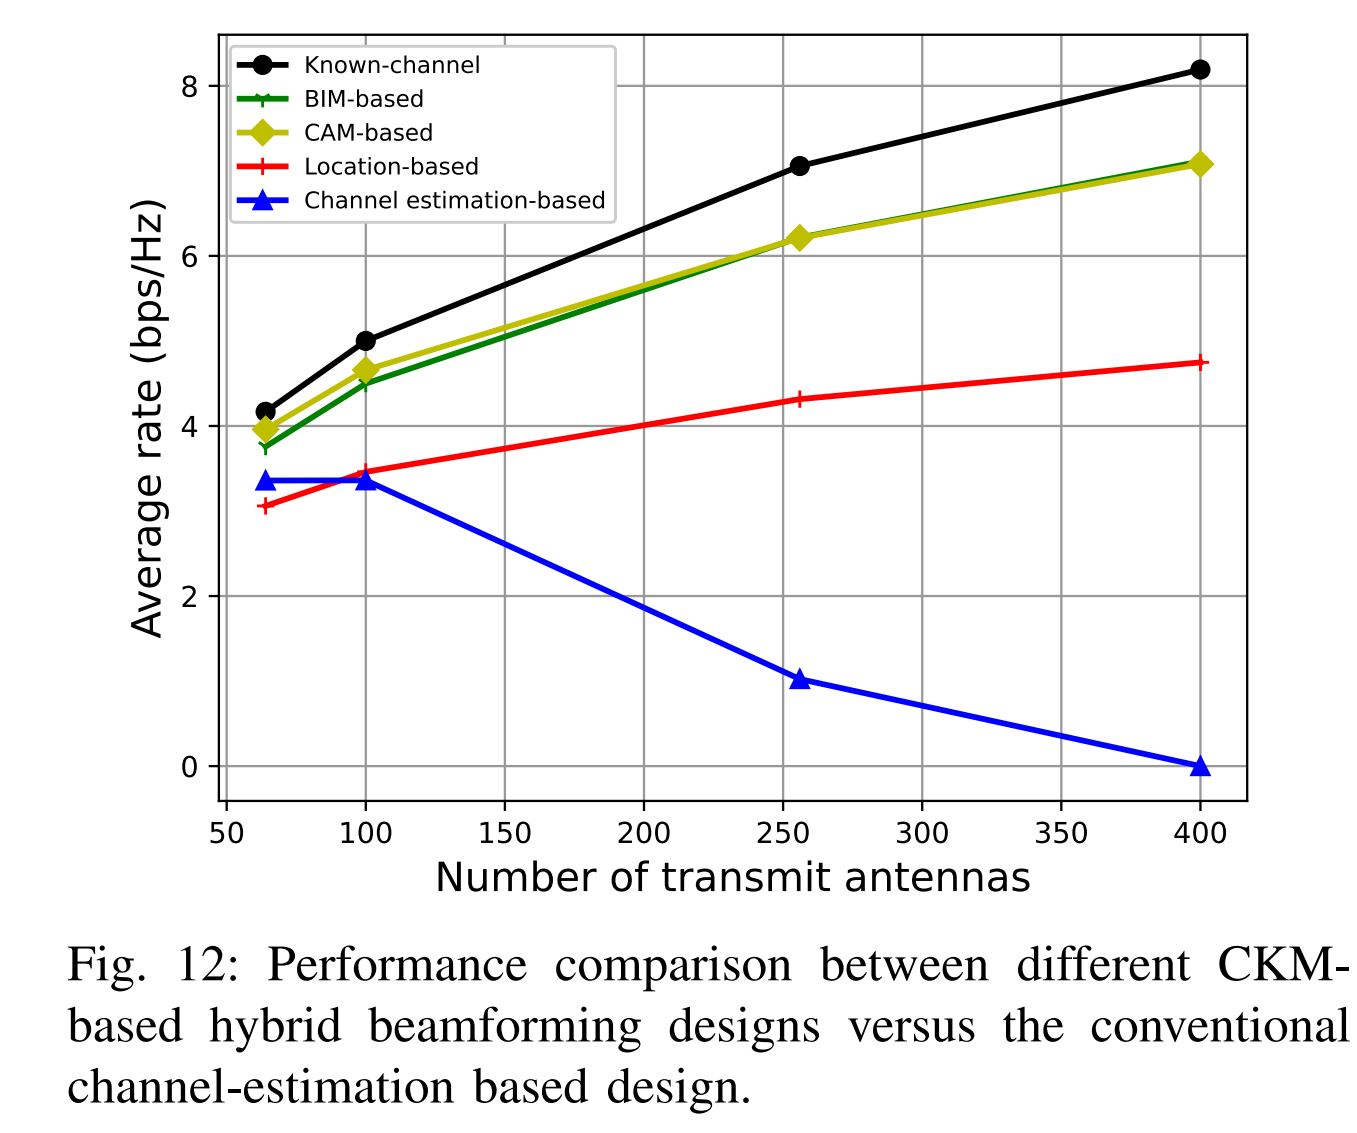 Known-channel
BIM-based
CAM-based
Location-based
Channel estimation-based
Average rate (bps/Hz)
8
6
4
2
0
50 100 150 200 250 300 350 400
Number of transmit antennas
Fig. 12: Performance comparison between different CKM-
based hybrid beamforming designs versus the conventional
channel-estimation based design.